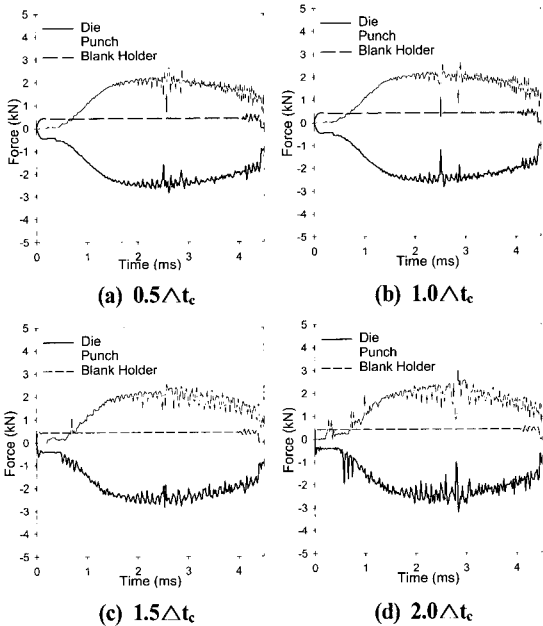 5
4
3
2
1
0
-1
-2
-3
-4
-5
Force (kN)
Die
Punch
Blank Holder
0 1 2 3 4
Time (ms)
(a) 0.5△tc
5
4
3
2
1
0
-1
-2
-3
-4
-5
Force (kN)
Die
Punch
Blank Holder
0 1 2 3 4
Time (ms)
(b) 1.0△tc
5
4
3
2
1
0
-1
-2
-3
-4
-5
Force (kN)
Die
Punch
Blank Holder
0 1 2 3 4
Time (ms)
(c) 1.5△tc
5
4
3
2
1
0
-1
-2
-3
-4
-5
Force (kN)
Die
Punch
Blank Holder
0 1 2 3 4
Time (ms)
(d) 2.0△tc